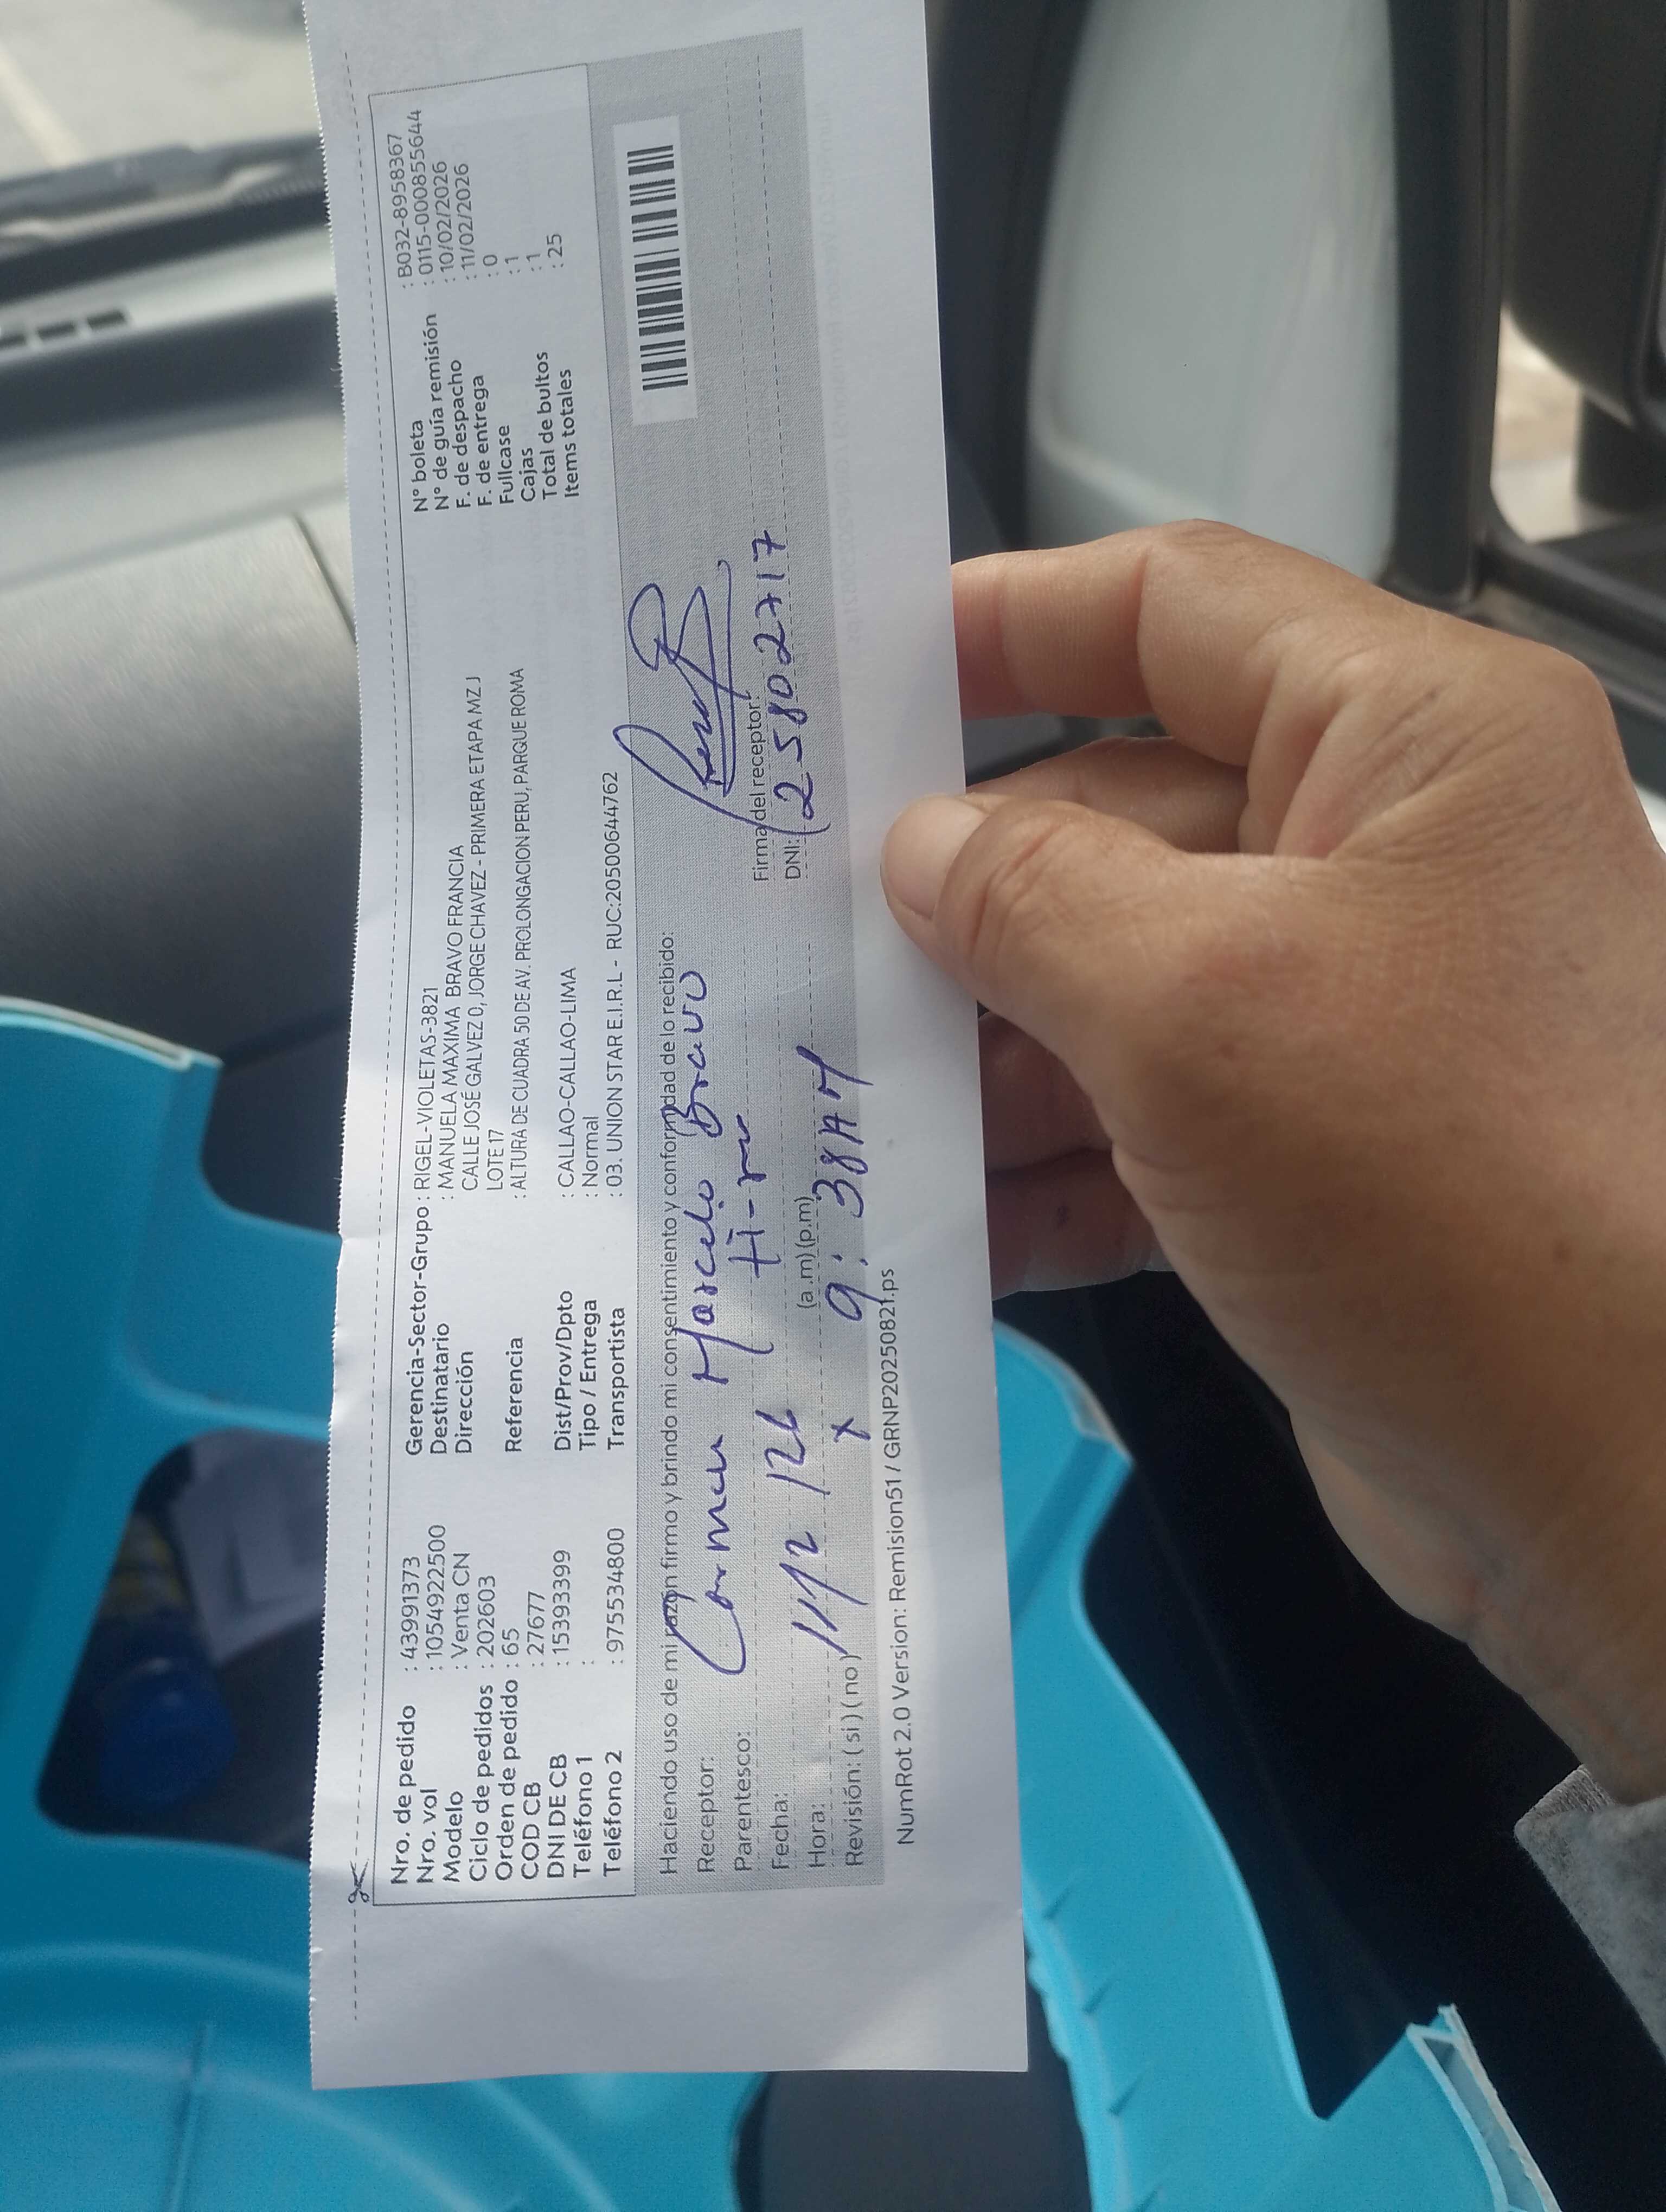 Nro. de pedido : 43991373
Nro. vol : 1054922500
Modelo : Venta CN
Ciclo de pedidos : 202603
Orden de pedido : 65
COD CB : 27677
DNI DE CB : 15393399
Teléfono 1 :
Teléfono 2 : 975534800
Gerencia-Sector-Grupo : RIGEL-VIOLETAS-3821
Destinatario : MANUELA MAXIMA BRAVO FRANCIA
Dirección CALLE JOSÉ GALVEZ 0, JORGE CHAVEZ - PRIMERA ETAPA MZ J
LOTE 17
Referencia : ALTURA DE CUADRA 50 DE AV. PROLONGACION PERU, PARQUE ROMA
Dist/Prov/Dpto : CALLAO-CALLAO-LIMA
Tipo / Entrega : Normal
Transportista : 03. UNION STAR E.I.R.L - RUC:20500644762
N° boleta : B032-8958367
N° de guía remisión : 0115-0000855644
F. de despacho : 10/02/2026
F. de entrega : 11/02/2026
Fullcase : 0
Cajas : 1
Total de bultos : 1
Items totales : 25
Haciendo uso de mi razón firmo y brindo mi consentimiento y conformidad de lo recibido:
Receptor: Carmen Marcelo Bravo
Parentesco:
Fecha: 11/2/26
Hora: (a.m) (p.m) 9:38AM
Revisión: ( si ) ( no ) x
Firma del receptor:
DNI: 25802717
NumRot 2.0 Version: Remision51 / GRNP20250821.ps